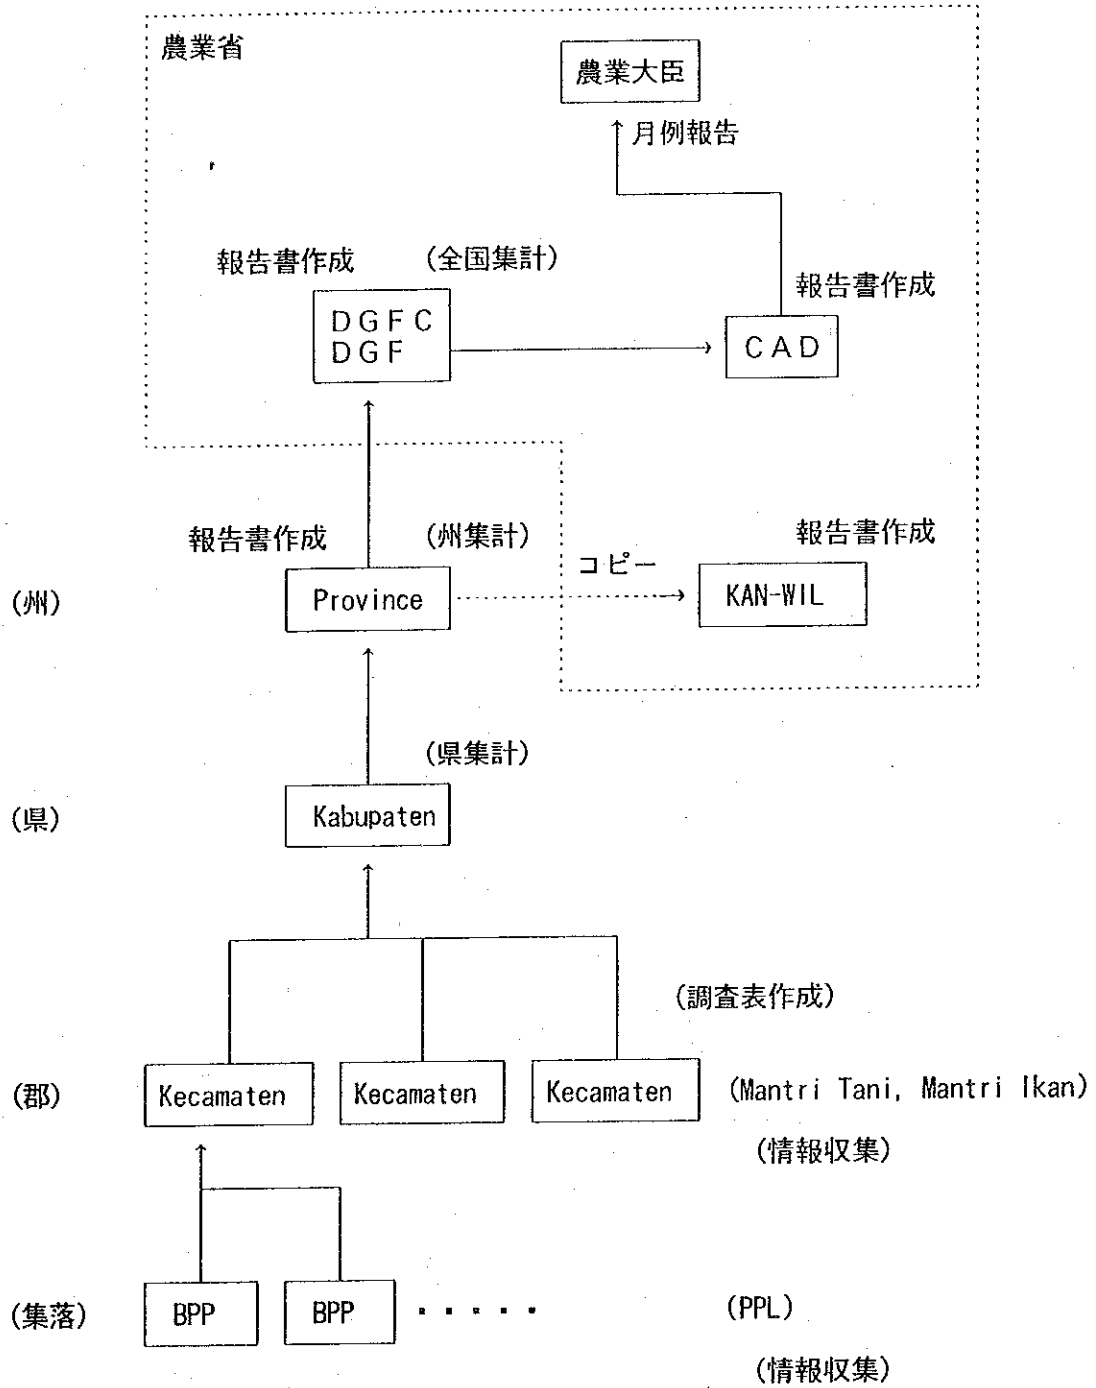 農業省
農業大臣
月例報告
報告書作成 (全国集計)
報告書作成
DGFC
DGF
CAD
報告書作成 (州集計)
報告書作成
コピー
(州) Province KAN-WIL
(県集計)
(県) Kabupaten
(調査表作成)
(郡) Kecamaten Kecamaten Kecamaten (Mantri Tani, Mantri Ikan)
(情報収集)
(集落) BPP BPP ・・・・・ (PPL)
(情報収集)